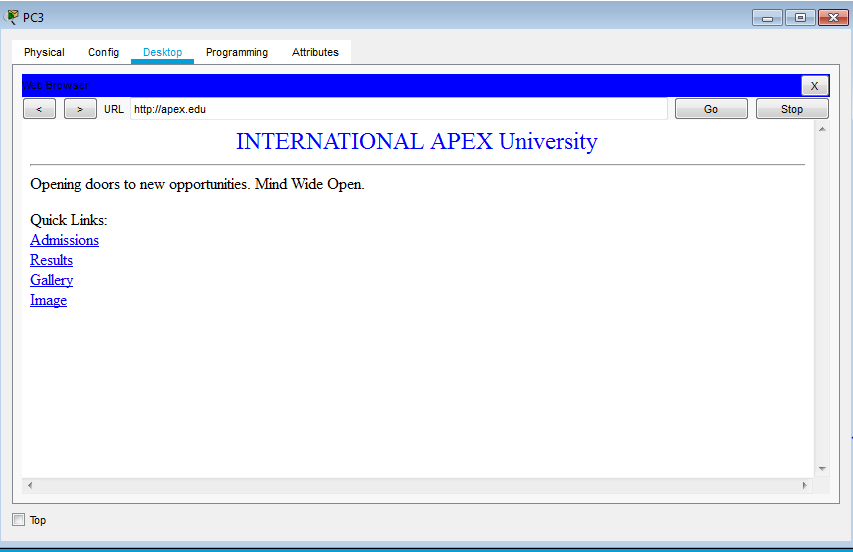 PC3
Physical Config Desktop Programming Attributes
Web Browser X
< > URL http://apex.edu Go Stop
INTERNATIONAL APEX University
Opening doors to new opportunities. Mind Wide Open.
Quick Links:
Admissions
Results
Gallery
Image
Top